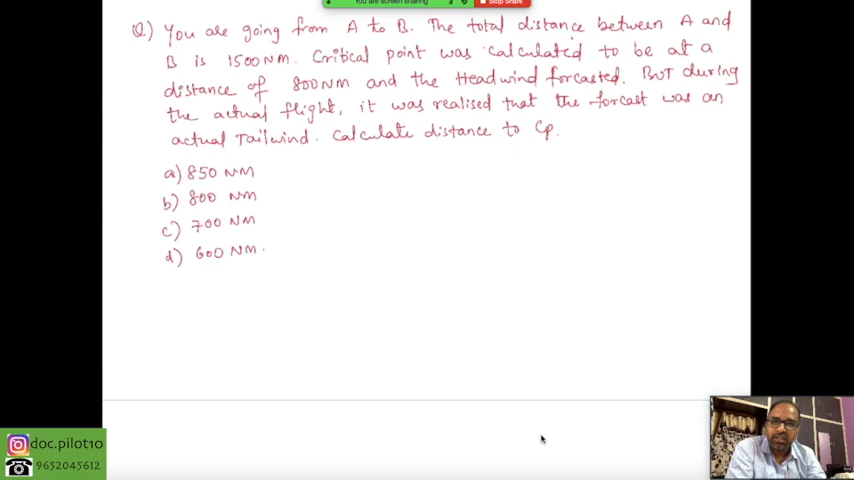 You are screen sharing
Stop Share
Q) You are going from A to B. The total distance between A and
B is 1500NM. Critical point was calculated to be at a
distance of 800NM and the Headwind forcasted. But during
the actual flight, it was realised that the forcast was an
actual Tailwind. Calculate distance to Cp.
a) 850 NM
b) 800 NM
c) 700 NM
d) 600 NM.
doc.pilot10
9652045612